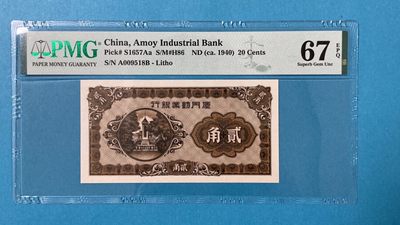 PMG
PAPER MONEY GUARANTY
China, Amoy Industrial Bank
Pick# S1657Aa S/M#H86 ND (ca. 1940) 20 Cents
S/N A009518B - Litho
67 EPQ
Superb Gem Unc
行銀業勸門廈
角 貳
角貳